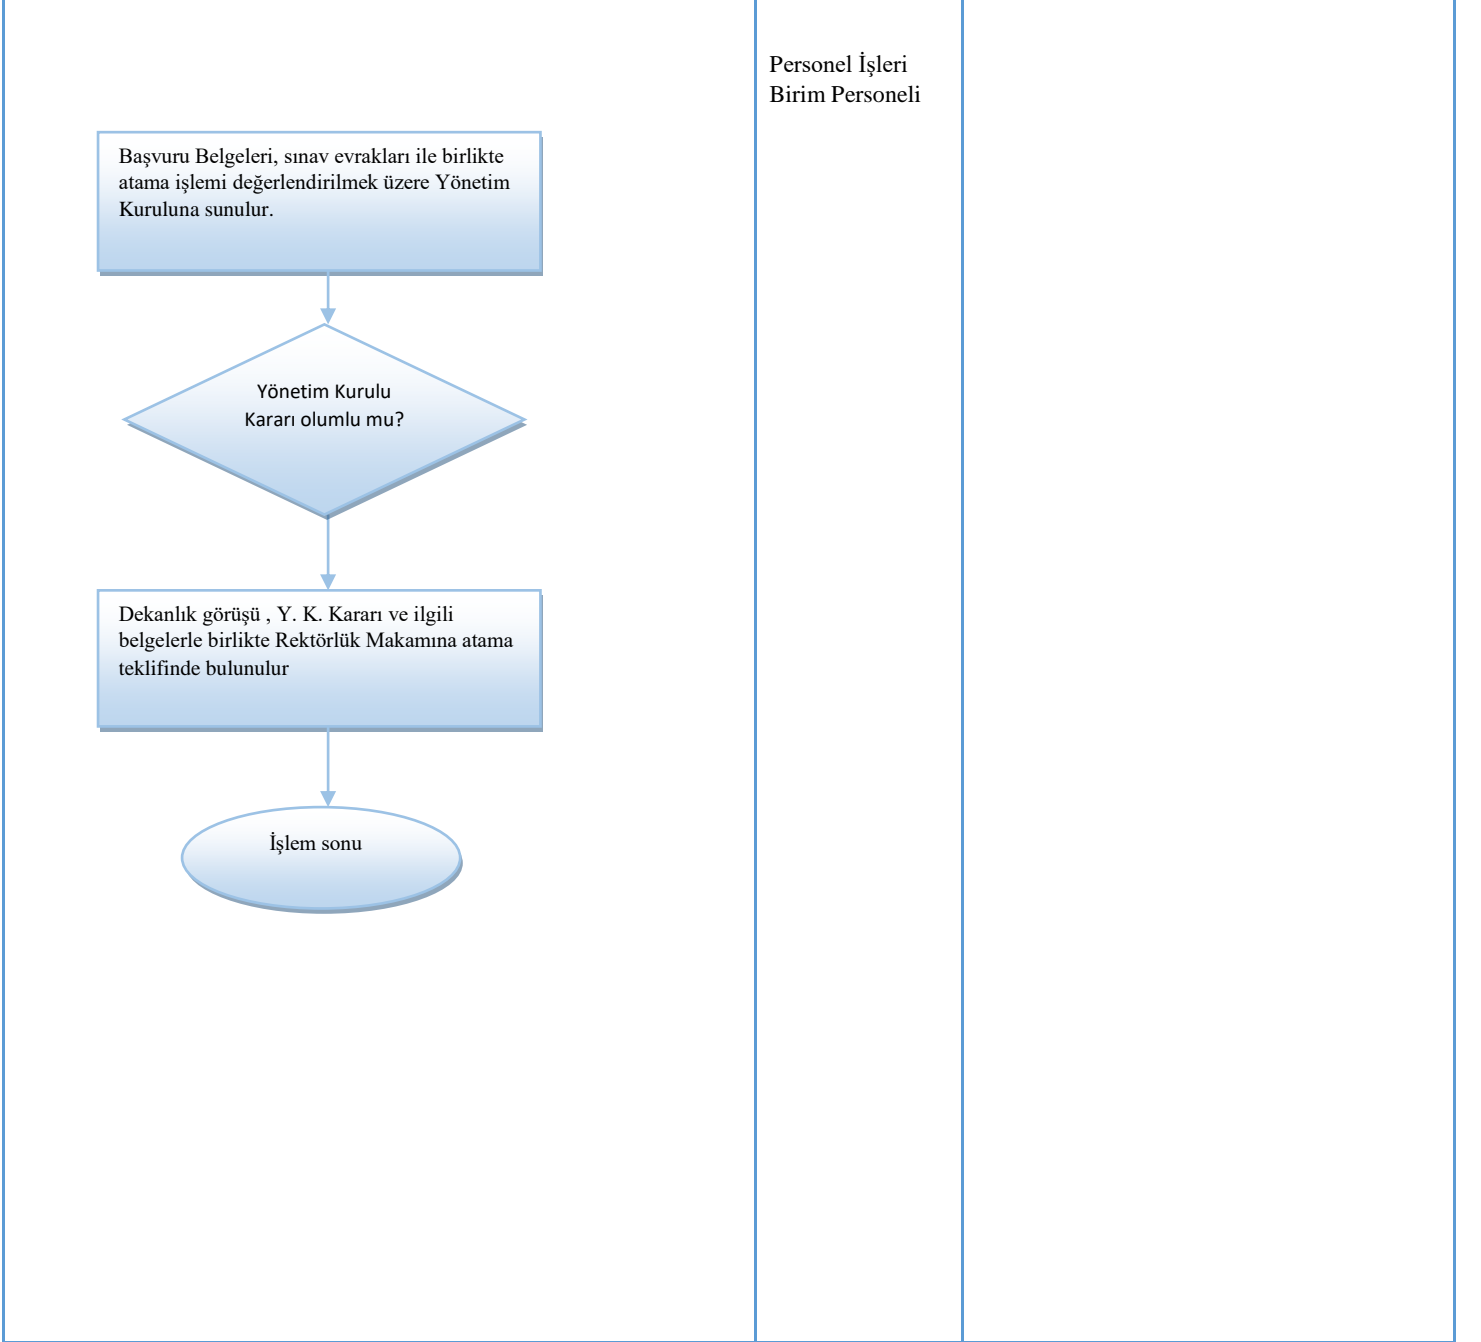 Personel İşleri
Birim Personeli
Başvuru Belgeleri, sınav evrakları ile birlikte
atama işlemi değerlendirilmek üzere Yönetim
Kuruluna sunulur.
Yönetim Kurulu
Kararı olumlu mu?
Dekanlık görüşü , Y. K. Kararı ve ilgili
belgelerle birlikte Rektörlük Makamına atama
teklifinde bulunulur
İşlem sonu